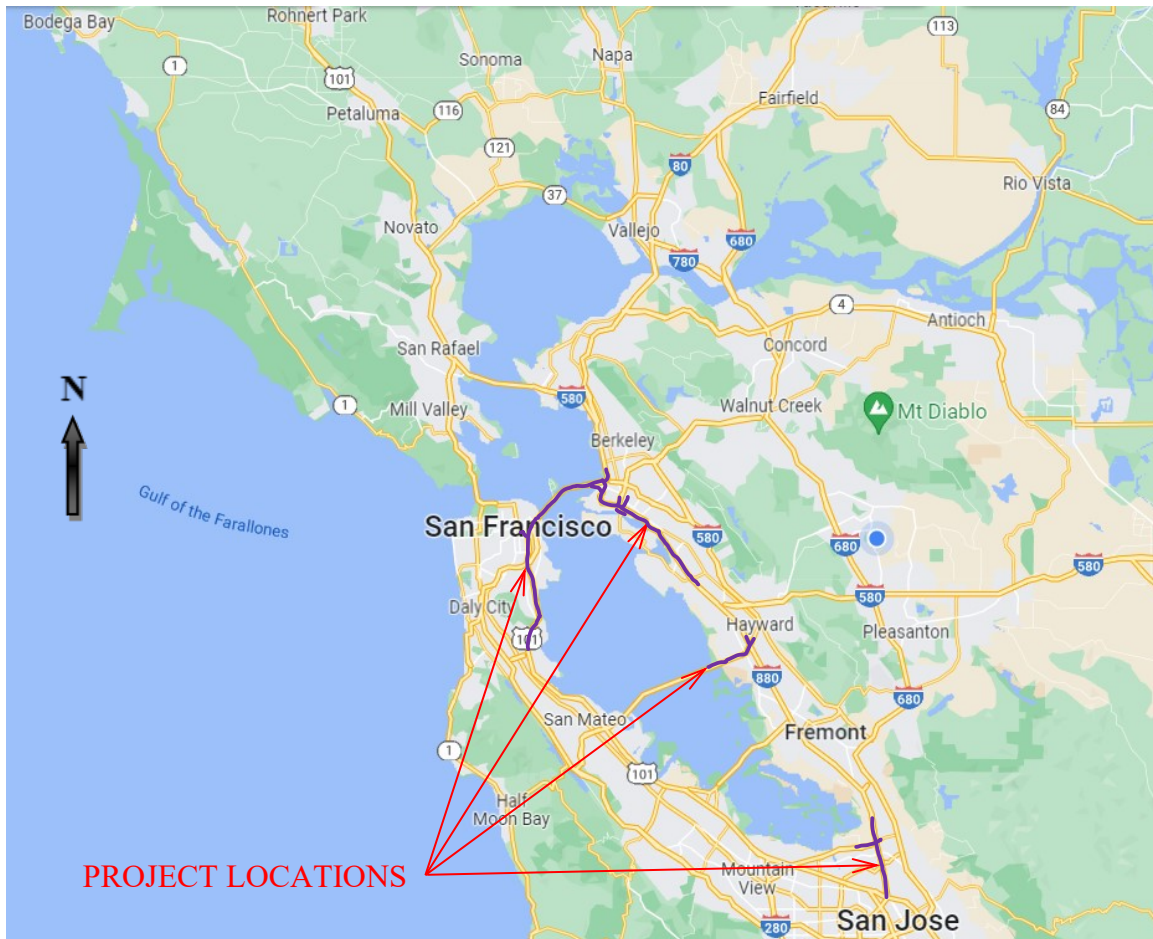 Bodega Bay
Rohnert Park
Sonoma
Napa
113
1
101
Petaluma
116
Fairfield
84
121
80
Rio Vista
37
Novato
Vallejo
680
780
4
Antioch
San Rafael
Concord
N
1
Mill Valley
580
Walnut Creek
Mt Diablo
Berkeley
Gulf of the Farallones
San Francisco
580
680
580
580
Daly City
101
Hayward
Pleasanton
880
680
San Mateo
Fremont
1
101
Half
Moon Bay
PROJECT LOCATIONS
Mountain
View
San Jose
280